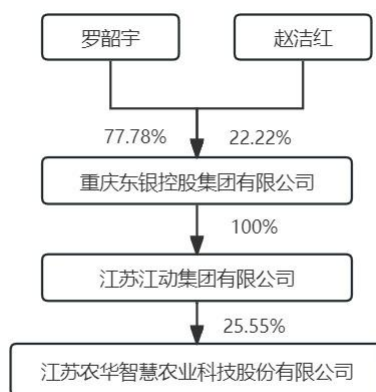 罗韶宇
赵洁红
77.78%
22.22%
重庆东银控股集团有限公司
100%
江苏江动集团有限公司
25.55%
江苏农华智慧农业科技股份有限公司